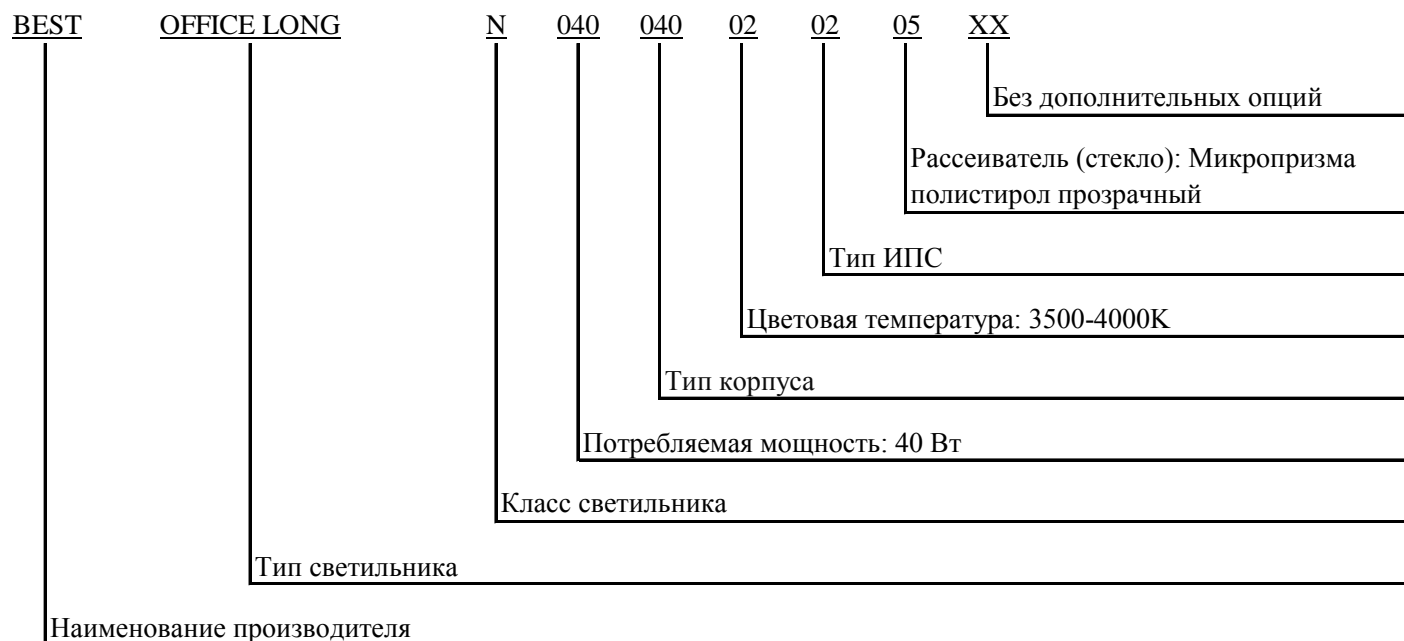 BEST OFFICE LONG N 040 040 02 02 05 XX
Без дополнительных опций
Рассеиватель (стекло): Микропризма
полистирол прозрачный
Тип ИПС
Цветовая температура: 3500-4000К
Тип корпуса
Потребляемая мощность: 40 Вт
Класс светильника
Тип светильника
Наименование производителя